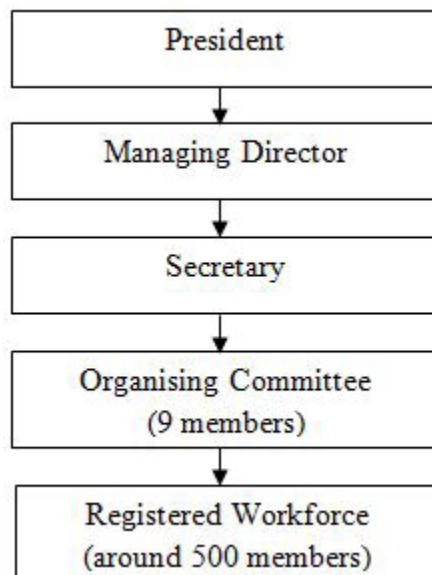 President
Managing Director
Secretary
Organising Committee
(9 members)
Registered Workforce
(around 500 members)